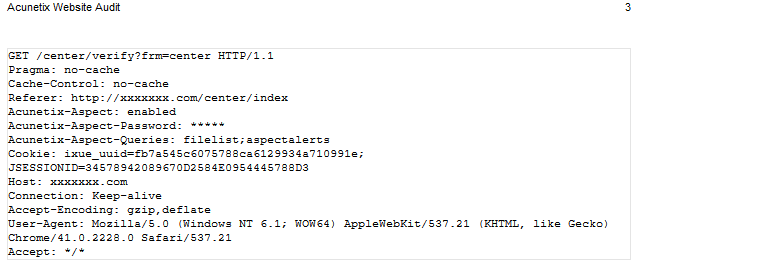 Acunetix Website Audit 3
GET /center/verify?frm=center HTTP/1.1
Pragma: no-cache
Cache-Control: no-cache
Referer: http://xxxxxxx.com/center/index
Acunetix-Aspect: enabled
Acunetix-Aspect-Password: *****
Acunetix-Aspect-Queries: filelist;aspectalerts
Cookie: ixue_uuid=fb7a545c6075788ca6129934a710991e;
JSESSIONID=34578942089670D2584E0954445788D3
Host: xxxxxxx.com
Connection: Keep-alive
Accept-Encoding: gzip,deflate
User-Agent: Mozilla/5.0 (Windows NT 6.1; WOW64) AppleWebKit/537.21 (KHTML, like Gecko)
Chrome/41.0.2228.0 Safari/537.21
Accept: */*